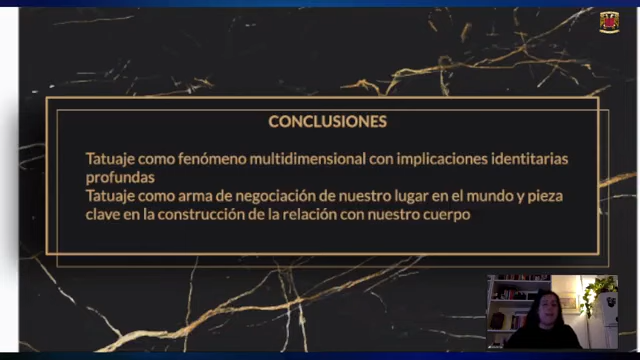 CONCLUSIONES
Tatuaje como fenómeno multidimensional con implicaciones identitarias
profundas
Tatuaje como arma de negociación de nuestro lugar en el mundo y pieza
clave en la construcción de la relación con nuestro cuerpo